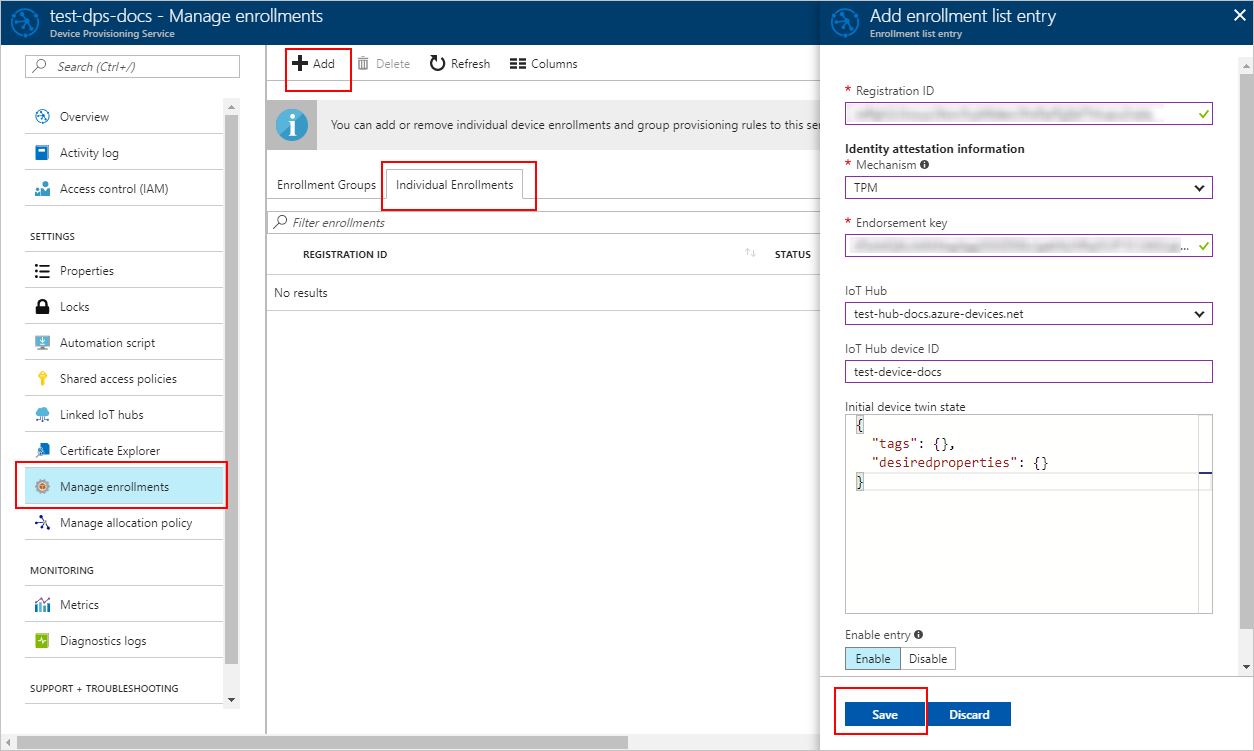 test-dps-docs - Manage enrollments
Device Provisioning Service
Search (Ctrl+/)
Overview
Activity log
Access control (IAM)
SETTINGS
Properties
Locks
Automation script
Shared access policies
Linked IoT hubs
Certificate Explorer
Manage enrollments
Manage allocation policy
MONITORING
Metrics
Diagnostics logs
SUPPORT + TROUBLESHOOTING
Add Delete Refresh Columns
You can add or remove individual device enrollments and group provisioning rules to this
Enrollment Groups Individual Enrollments
Filter enrollments
REGISTRATION ID STATUS
No results
Add enrollment list entry
Enrollment list entry
* Registration ID
Identity attestation information
* Mechanism
TPM
* Endorsement key
...
IoT Hub
test-hub-docs.azure-devices.net
IoT Hub device ID
test-device-docs
Initial device twin state
{
"tags": {},
"desiredproperties": {}
}
Enable entry
Enable Disable
Save Discard